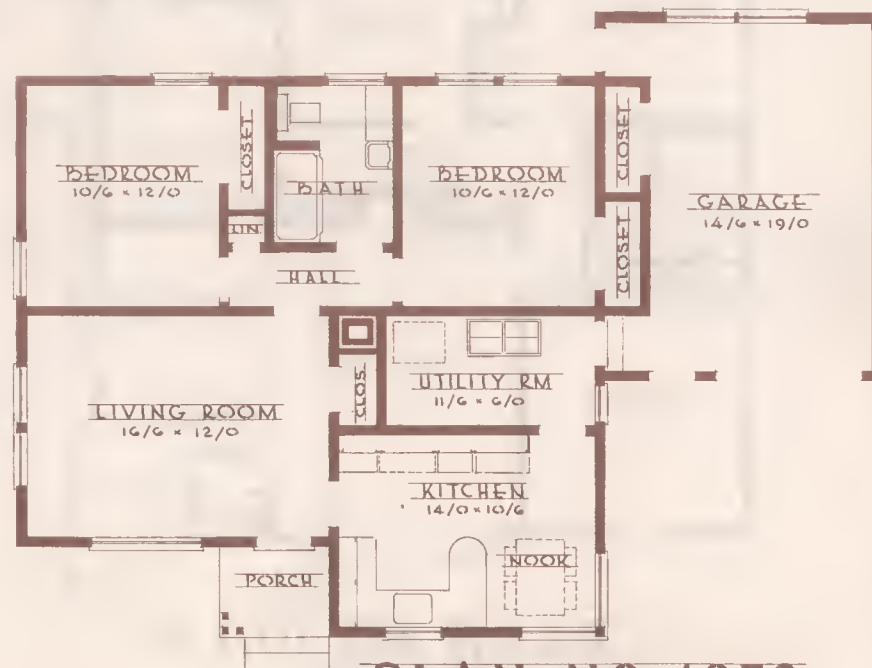 BEDROOM
10/6 × 12/0
CLOSET
LIN
BATH
BEDROOM
10/6 × 12/0
CLOSET
CLOSET
GARAGE
14/6 × 19/0
HALL
LIVING ROOM
16/6 × 12/0
CLOS.
UTILITY RM
11/6 × 6/0
KITCHEN
14/0 × 10/6
NOOK
PORCH